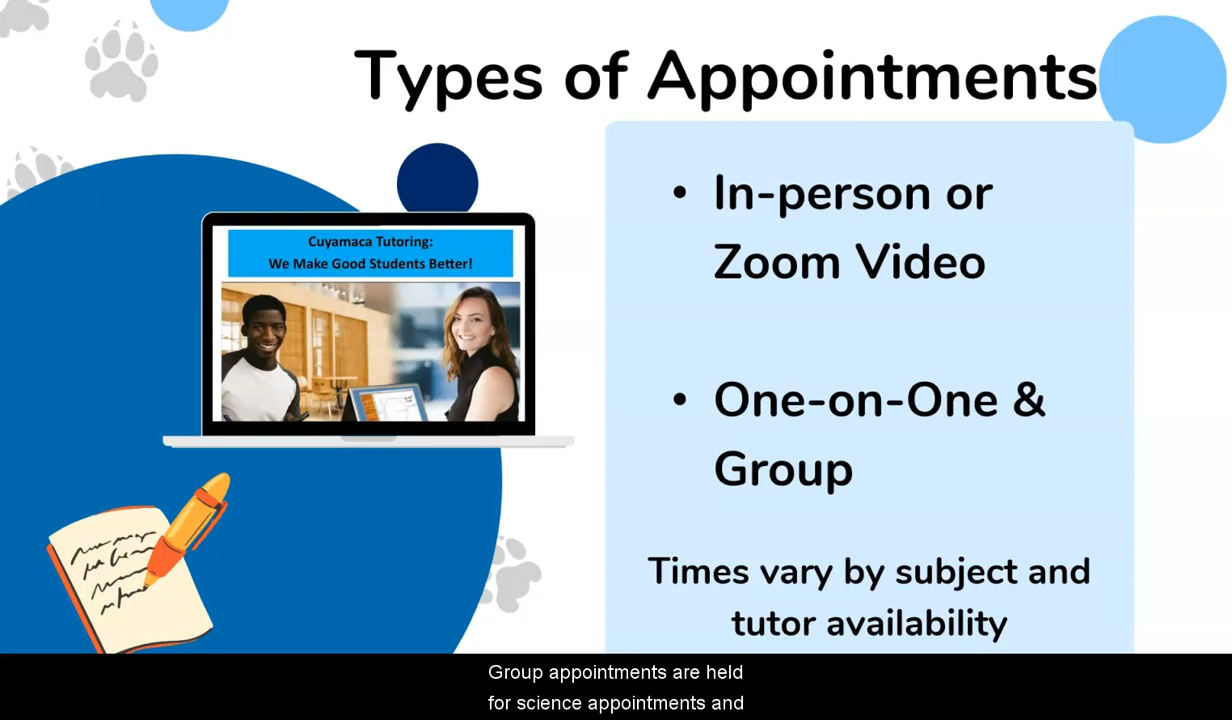 Types of Appointments
Cuyamaca Tutoring:
We Make Good Students Better!
• In-person or
Zoom Video
• One-on-One &
Group
Times vary by subject and
tutor availability
Group appointments are held
for science appointments and